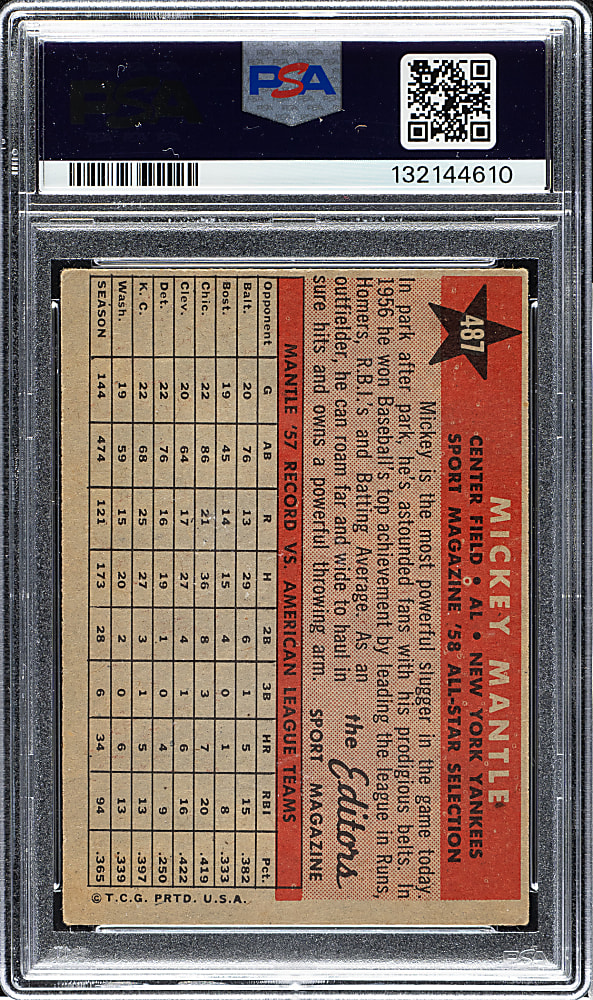 PSA
PSA
132144610
487
MICKEY MANTLE
CENTER FIELD • AL • NEW YORK YANKEES
SPORT MAGAZINE '58 ALL-STAR SELECTION
Mickey is the most powerful slugger in the game today.
In park after park, he's astounded fans with his prodigious belts. In
1956 he won Baseball's top achievement by leading the league in Runs,
Homers, R.B.I.'s and Batting Average. As an
outfielder, he can roam far and wide to haul in
sure hits and owns a powerful throwing arm.
the Editors
SPORT MAGAZINE
MANTLE '57 RECORD VS. AMERICAN LEAGUE TEAMS
Opponent G AB R H 2B 3B HR RBI Pct.
Balt. 20 76 13 29 6 1 5 15 .382
Bost. 19 45 14 15 4 0 1 8 .333
Chic. 22 86 21 36 8 3 7 20 .419
Clev. 20 64 17 27 4 1 6 16 .422
Det. 22 76 16 19 1 0 4 9 .250
K. C. 22 68 25 27 3 1 5 13 .397
Wash. 19 59 15 20 2 0 6 13 .339
SEASON 144 474 121 173 28 6 34 94 .365
© T.C.G. PRTD. U.S.A.
PSA